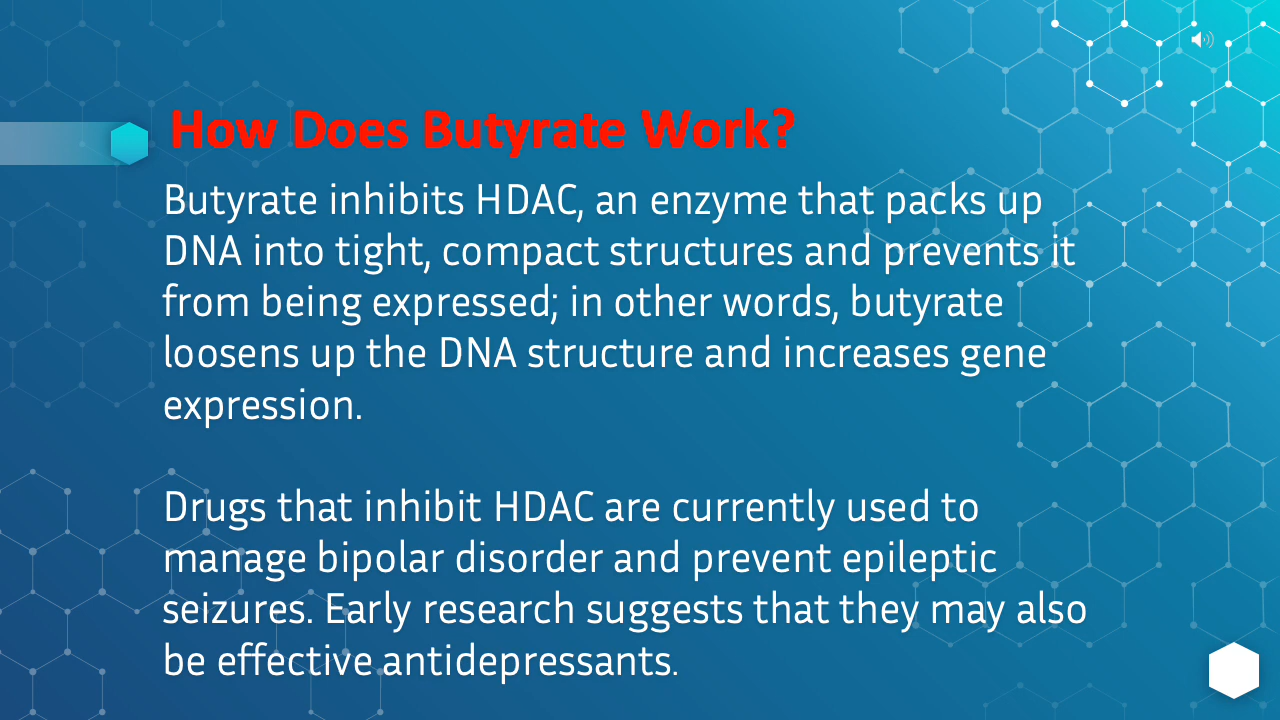 How Does Butyrate Work?
Butyrate inhibits HDAC, an enzyme that packs up
DNA into tight, compact structures and prevents it
from being expressed; in other words, butyrate
loosens up the DNA structure and increases gene
expression.
Drugs that inhibit HDAC are currently used to
manage bipolar disorder and prevent epileptic
seizures. Early research suggests that they may also
be effective antidepressants.